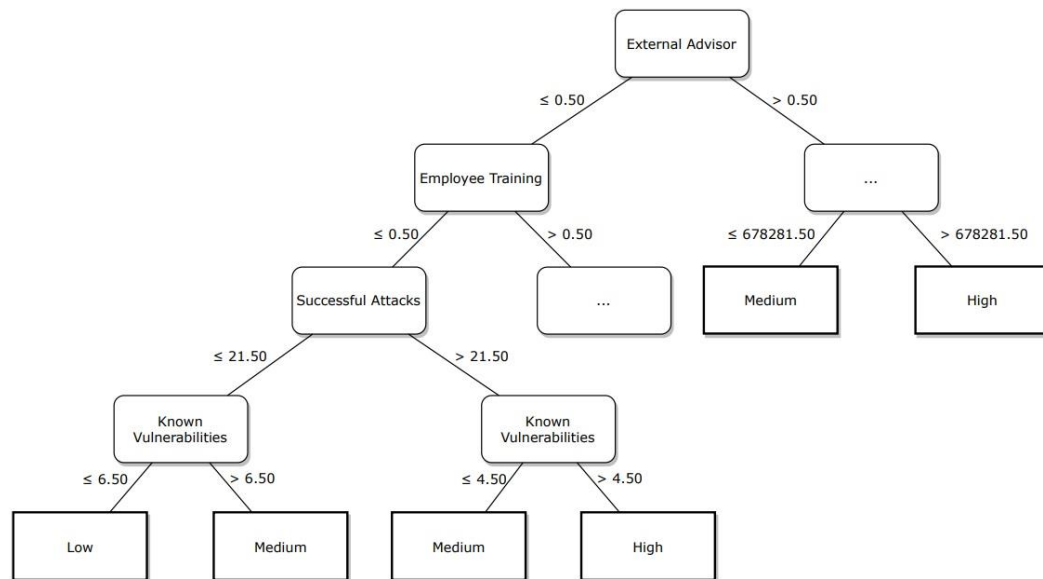 External Advisor
≤ 0.50
> 0.50
Employee Training
...
≤ 0.50
> 0.50
≤ 678281.50
> 678281.50
Successful Attacks
...
Medium
High
≤ 21.50
> 21.50
Known
Vulnerabilities
Known
Vulnerabilities
≤ 6.50
> 6.50
≤ 4.50
> 4.50
Low
Medium
Medium
High